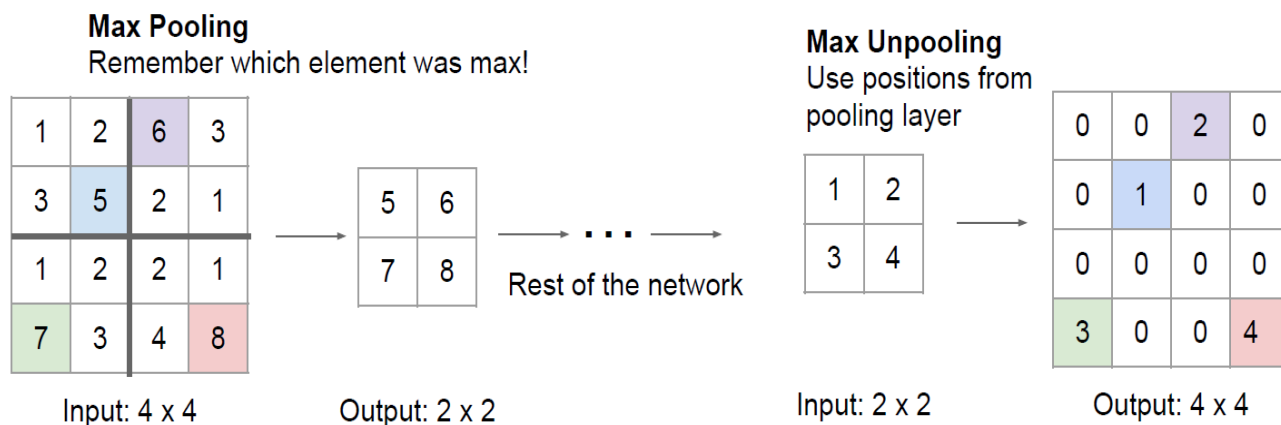 Max Pooling
Remember which element was max!
1 2 6 3
3 5 2 1
1 2 2 1
7 3 4 8
Input: 4 x 4
5 6
7 8
Output: 2 x 2
...
Rest of the network
Max Unpooling
Use positions from
pooling layer
1 2
3 4
Input: 2 x 2
0 0 2 0
0 1 0 0
0 0 0 0
3 0 0 4
Output: 4 x 4